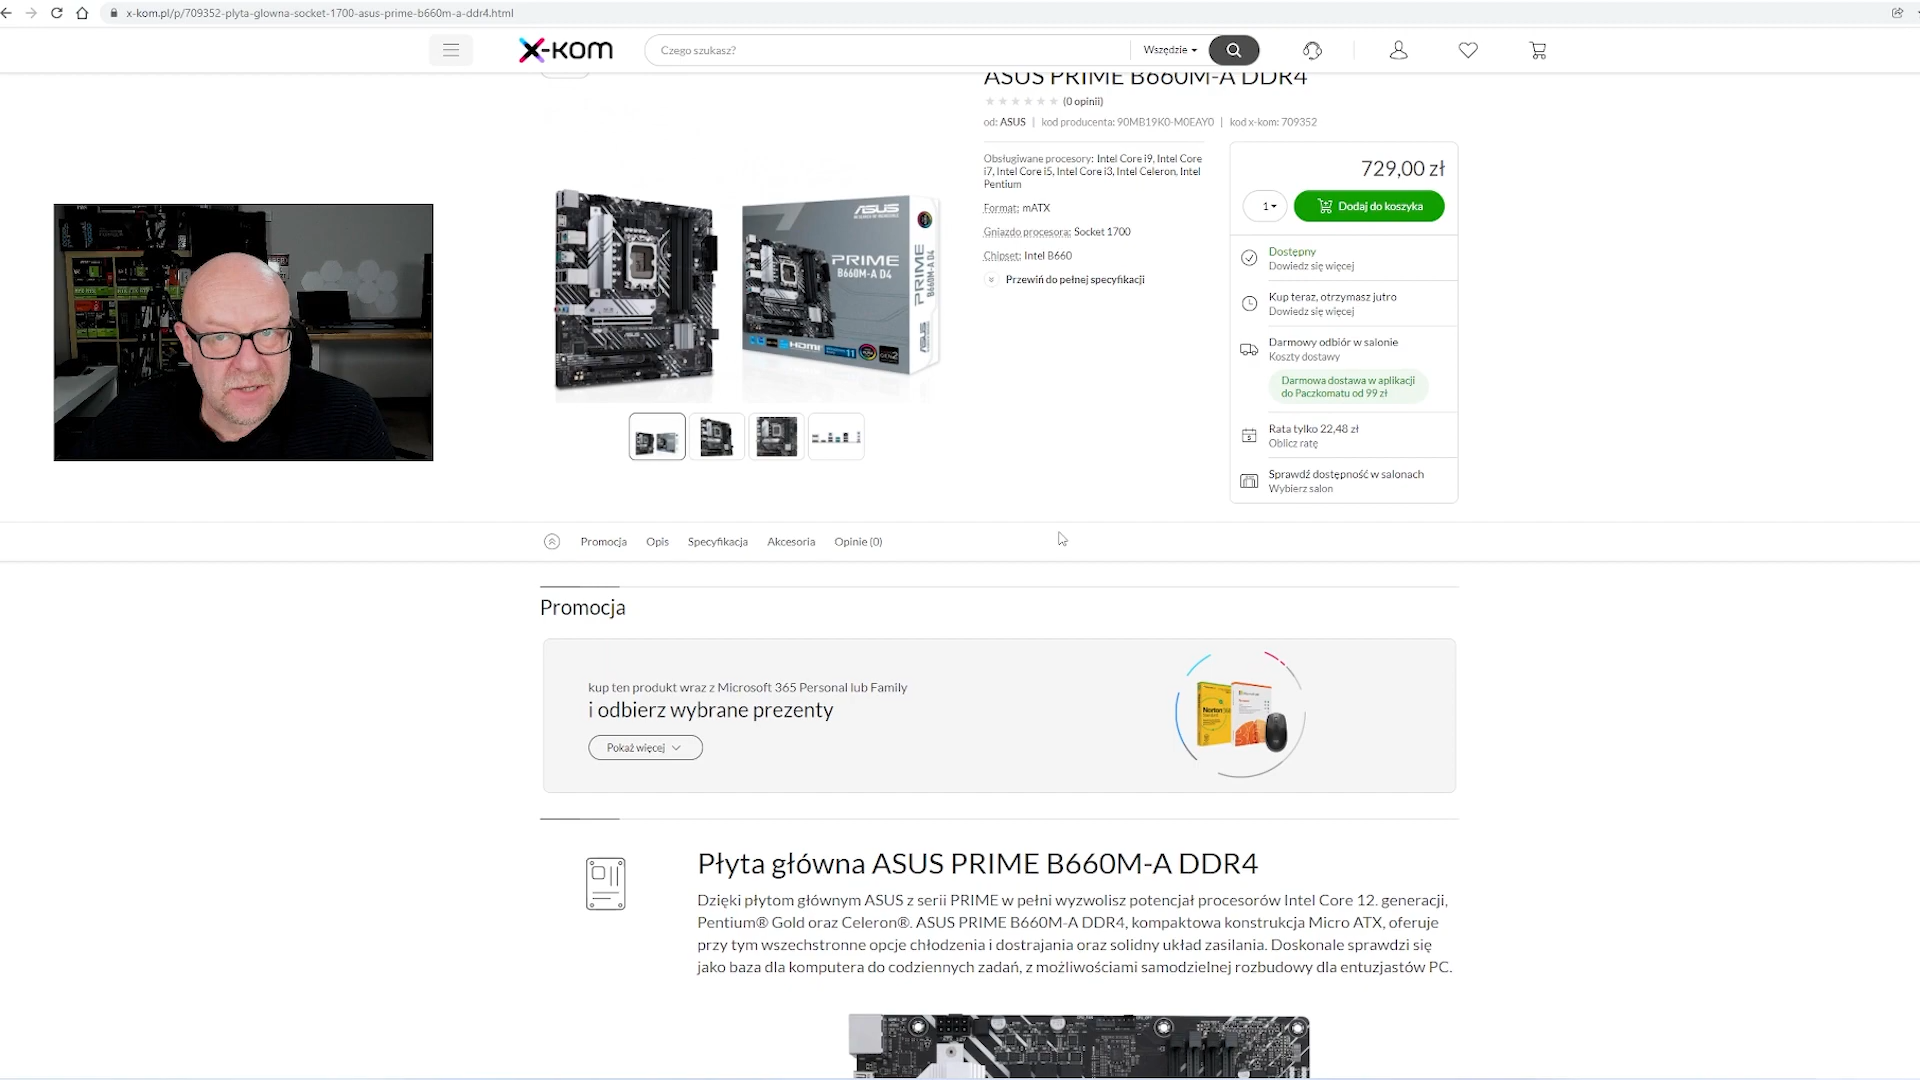 x-kom.pl/p/709352-plyta-glowna-socket-1700-asus-prime-b660m-a-ddr4.html
x-kom
Czego szukasz?
Wszędzie
ASUS PRIME B660M-A DDR4
(0 opinii)
od: ASUS | kod producenta: 90MB19K0-M0EAY0 | kod x-kom: 709352
Obsługiwane procesory: Intel Core i9, Intel Core
i7, Intel Core i5, Intel Core i3, Intel Celeron, Intel
Pentium
Format: mATX
Gniazdo procesora: Socket 1700
Chipset: Intel B660
Przewiń do pełnej specyfikacji
729,00 zł
1
Dodaj do koszyka
Dostępny
Dowiedz się więcej
Kup teraz, otrzymasz jutro
Dowiedz się więcej
Darmowy odbiór w salonie
Koszty dostawy
Darmowa dostawa w aplikacji
do Paczkomatu od 99 zł
Rata tylko 22,48 zł
Oblicz ratę
Sprawdź dostępność w salonach
Wybierz salon
ASUS
PRIME
B660M-A D4
PRIME
B660M-A D4
ASUS
HDMI
Promocja
Opis
Specyfikacja
Akcesoria
Opinie (0)
Promocja
kup ten produkt wraz z Microsoft 365 Personal lub Family
i odbierz wybrane prezenty
Pokaż więcej
Norton
Płyta główna ASUS PRIME B660M-A DDR4
Dzięki płytom głównym ASUS z serii PRIME w pełni wyzwolisz potencjał procesorów Intel Core 12. generacji,
Pentium® Gold oraz Celeron®. ASUS PRIME B660M-A DDR4, kompaktowa konstrukcja Micro ATX, oferuje
przy tym wszechstronne opcje chłodzenia i dostrajania oraz solidny układ zasilania. Doskonale sprawdzi się
jako baza dla komputera do codziennych zadań, z możliwościami samodzielnej rozbudowy dla entuzjastów PC.